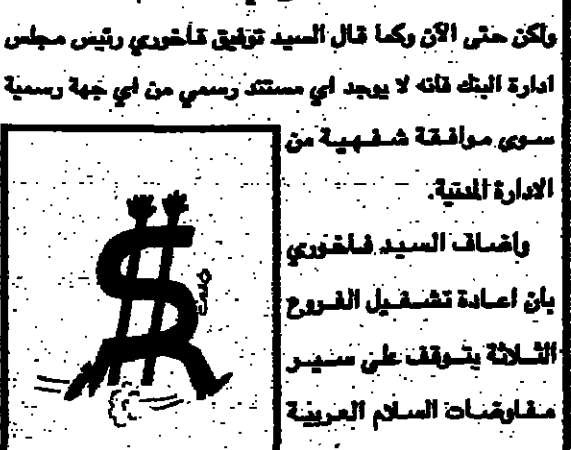 ولكن حتى الآن وكما قال السيد توفيق فاخوري رئيس مجلس
ادارة البنك فانه لا يوجد اي مستند رسمي من اي جهة رسمية
سوي موافقة شفهية من
الادارة المدنية.
واضاف السيد فاخوري
بان اعادة تشغيل الفروع
الثلاثة يتوقف على سير
مفاوضات السلام العربية